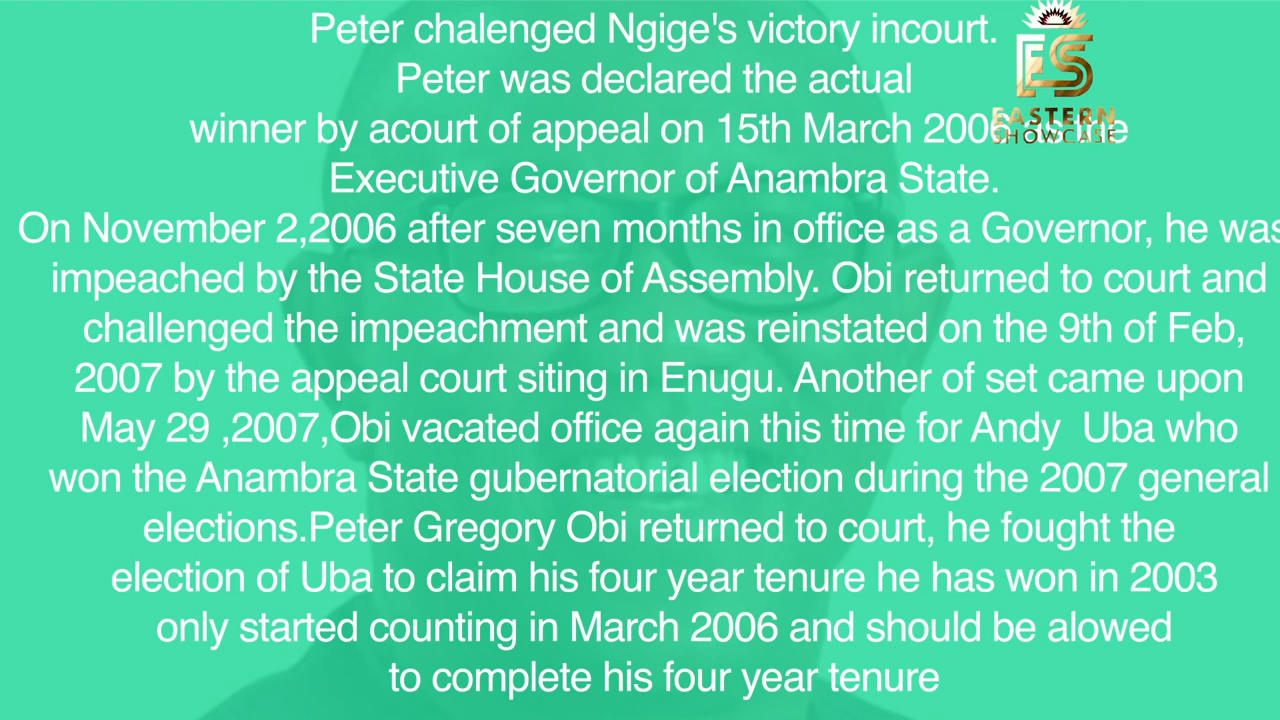 Peter chalenged Ngige's victory incourt.
Peter was declared the actual
winner by acourt of appeal on 15th March 2006
Executive Governor of Anambra State.
On November 2,2006 after seven months in office as a Governor, he was
impeached by the State House of Assembly. Obi returned to court and
challenged the impeachment and was reinstated on the 9th of Feb,
2007 by the appeal court siting in Enugu. Another of set came upon
May 29 ,2007,Obi vacated office again this time for Andy  Uba who
won the Anambra State gubernatorial election during the 2007 general
elections.Peter Gregory Obi returned to court, he fought the
election of Uba to claim his four year tenure he has won in 2003
only started counting in March 2006 and should be alowed
to complete his four year tenure
ES
EASTERN
SHOWCASE